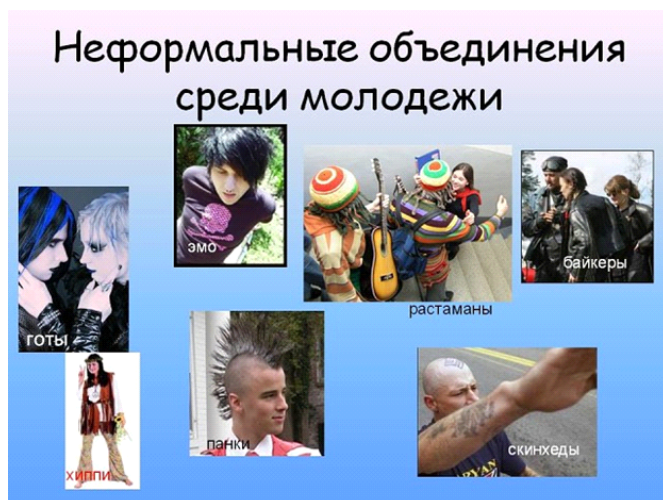 Неформальные объединения
среди молодежи
эмо
байкеры
растаманы
готы
панки
скинхеды
хиппи